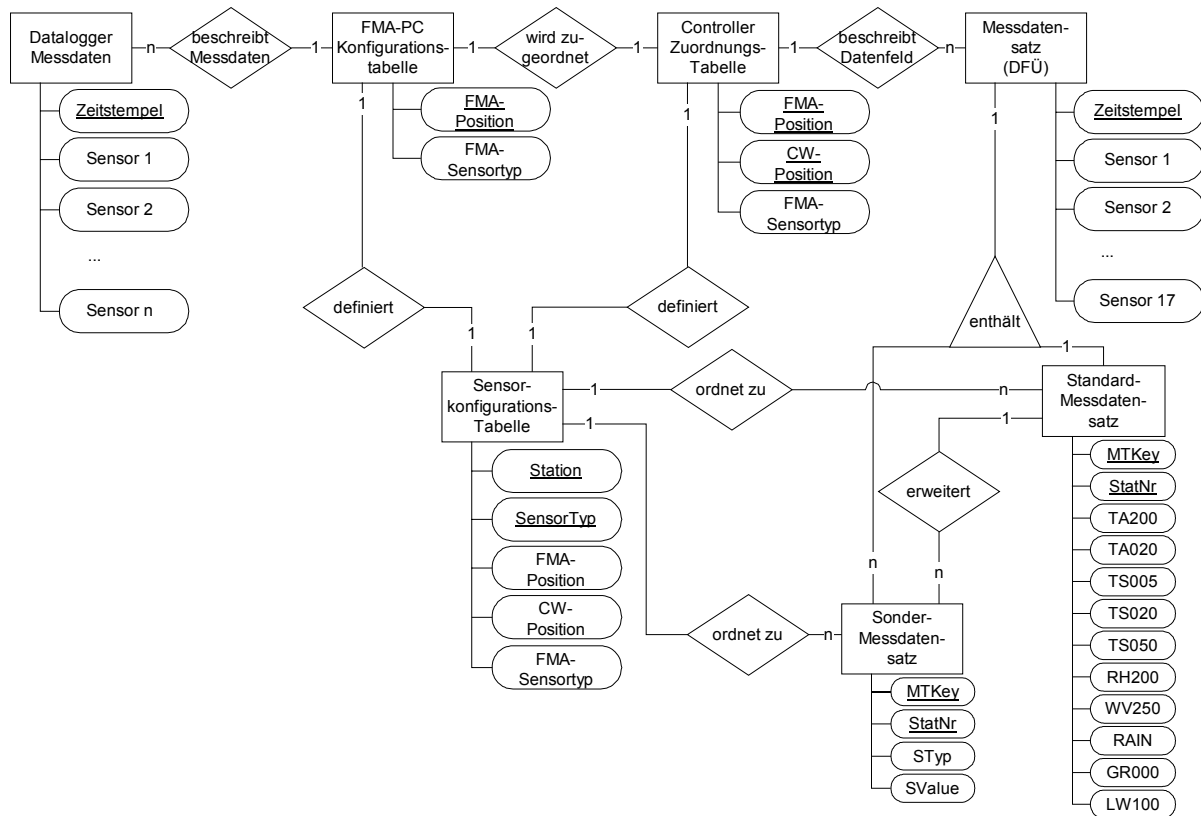 Datalogger
Messdaten
n
beschreibt
Messdaten
1
FMA-PC
Konfigurations-
tabelle
1
wird zu-
geordnet
1
Controller
Zuordnungs-
Tabelle
1
beschreibt
Datenfeld
n
Messdaten-
satz
(DFÜ)
Zeitstempel
Sensor 1
Sensor 2
...
Sensor n
1
FMA-
Position
FMA-
Sensortyp
1
FMA-
Position
CW-
Position
FMA-
Sensortyp
1
Zeitstempel
Sensor 1
Sensor 2
...
Sensor 17
definiert
1
definiert
1
enthält
1
Sensor-
konfigurations-
Tabelle
1
ordnet zu
n
Standard-
Messdaten-
satz
1
1
erweitert
n
n
Station
SensorTyp
FMA-
Position
CW-
Position
FMA-
Sensortyp
ordnet zu
n
Sonder-
Messdaten-
satz
MTKey
StatNr
STyp
SValue
MTKey
StatNr
TA200
TA020
TS005
TS020
TS050
RH200
WV250
RAIN
GR000
LW100